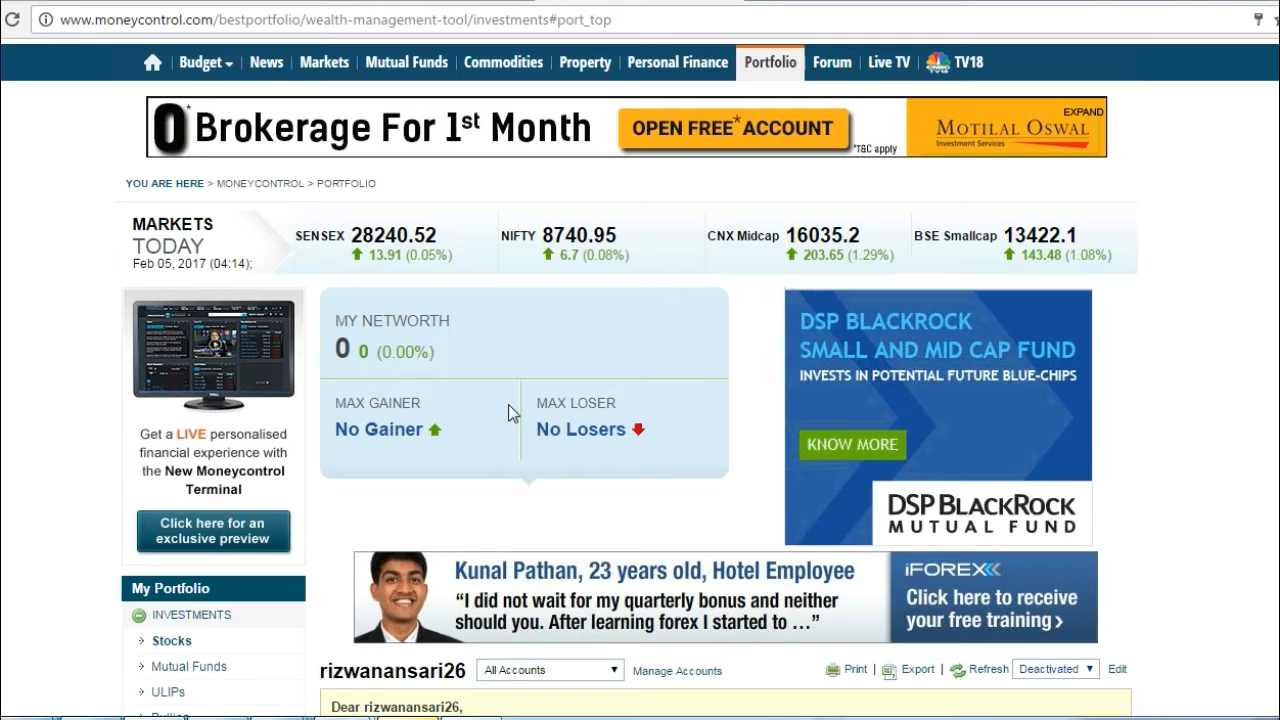 www.moneycontrol.com/bestportfolio/wealth-management-tool/investments#port_top
Budget News Markets Mutual Funds Commodities Property Personal Finance Portfolio Forum Live TV CNBC TV18 TV18
0* Brokerage For 1st Month OPEN FREE* ACCOUNT *T&C apply EXPAND
MOTILAL OSWAL
Investment Services
YOU ARE HERE > MONEYCONTROL > PORTFOLIO
MARKETS
TODAY
Feb 05, 2017 (04:14);
SENSEX 28240.52
13.91 (0.05%)
NIFTY 8740.95
6.7 (0.08%)
CNX Midcap 16035.2
203.65 (1.29%)
BSE Smallcap 13422.1
143.48 (1.08%)
Get a LIVE personalised
financial experience with
the New Moneycontrol
Terminal
Click here for an
exclusive preview
MY NETWORTH
0 0 (0.00%)
MAX GAINER
No Gainer
MAX LOSER
No Losers
DSP BLACKROCK
SMALL AND MID CAP FUND
INVESTS IN POTENTIAL FUTURE BLUE-CHIPS
KNOW MORE
DSP BLACKROCK
MUTUAL FUND
Kunal Pathan, 23 years old, Hotel Employee
“I did not wait for my quarterly bonus and neither
should you. After learning forex I started to ...”
iFOREX
Click here to receive
your free training ›
My Portfolio
INVESTMENTS
Stocks
Mutual Funds
ULIPs
rizwanansari26 All Accounts Manage Accounts Print | Export | Refresh Deactivated Edit
Dear rizwanansari26,